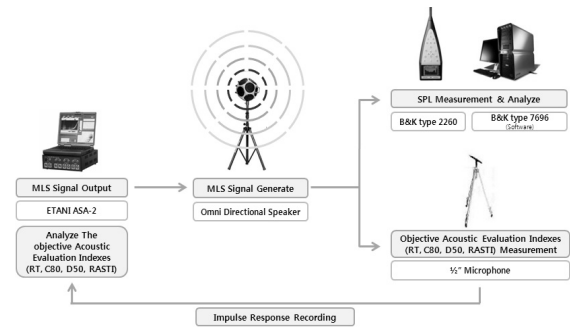 SPL Measurement & Analyze
B&K type 2260
B&K type 7696
(Software)
MLS Signal Output
ETANI ASA-2
MLS Signal Generate
Omni Directional Speaker
Analyze The
objective Acoustic
Evaluation Indexes
(RT, C80, D50, RASTI)
Objective Acoustic Evaluation Indexes
(RT, C80, D50, RASTI) Measurement
½" Microphone
Impulse Response Recording